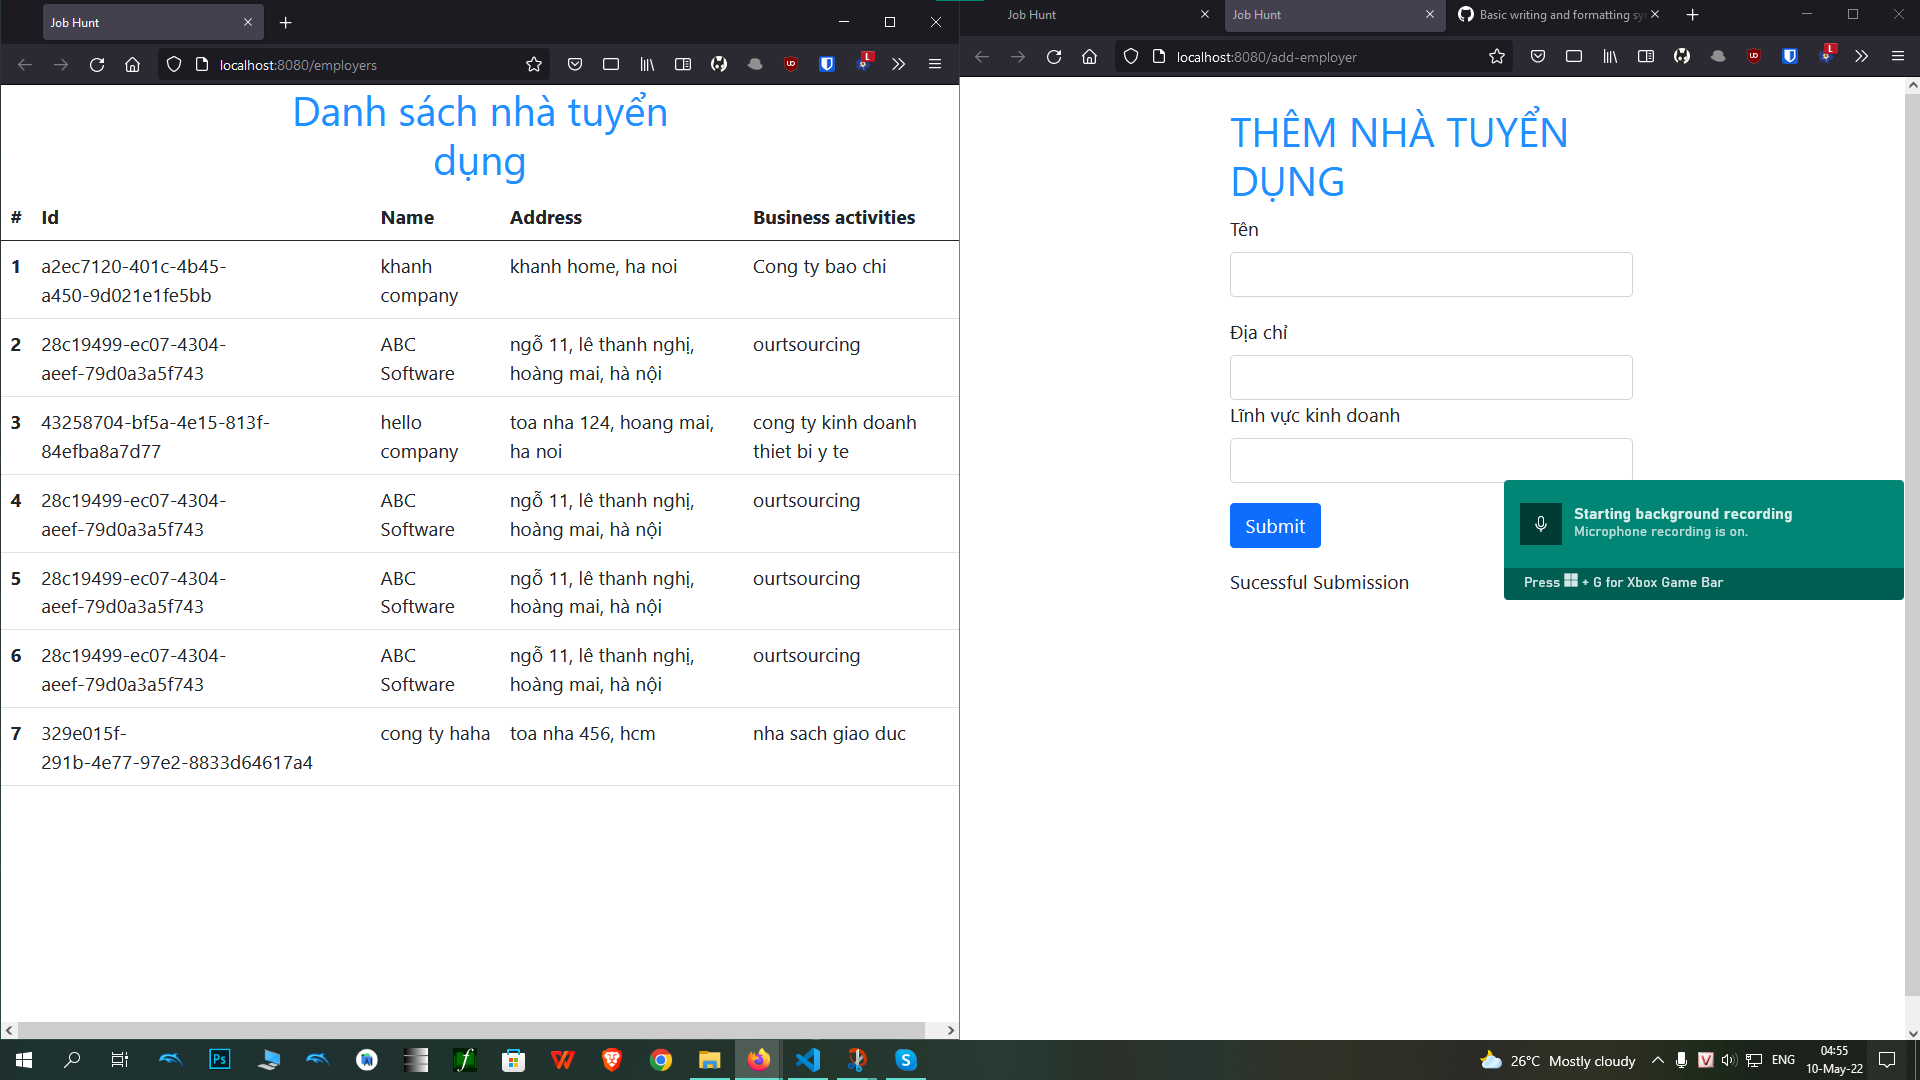 Job Hunt
localhost:8080/employers
Danh sách nhà tuyển
dụng
# Id Name Address Business activities
1 a2ec7120-401c-4b45- khanh khanh home, ha noi Cong ty bao chi
a450-9d021e1fe5bb company
2 28c19499-ec07-4304- ABC ngỗ 11, lê thanh nghị, ourtsourcing
aeef-79d0a3a5f743 Software hoàng mai, hà nội
3 43258704-bf5a-4e15-813f- hello toa nha 124, hoang mai, cong ty kinh doanh
84efba8a7d77 company ha noi thiet bi y te
4 28c19499-ec07-4304- ABC ngỗ 11, lê thanh nghị, ourtsourcing
aeef-79d0a3a5f743 Software hoàng mai, hà nội
5 28c19499-ec07-4304- ABC ngỗ 11, lê thanh nghị, ourtsourcing
aeef-79d0a3a5f743 Software hoàng mai, hà nội
6 28c19499-ec07-4304- ABC ngỗ 11, lê thanh nghị, ourtsourcing
aeef-79d0a3a5f743 Software hoàng mai, hà nội
7 329e015f- cong ty haha toa nha 456, hcm nha sach giao duc
291b-4e77-97e2-8833d64617a4
Job Hunt Job Hunt Basic writing and formatting
localhost:8080/add-employer
THÊM NHÀ TUYỂN
DỤNG
Tên
Địa chỉ
Lĩnh vực kinh doanh
Submit
Sucessful Submission
Starting background recording
Microphone recording is on.
Press + G for Xbox Game Bar
26°C Mostly cloudy ENG 04:55
10-May-22